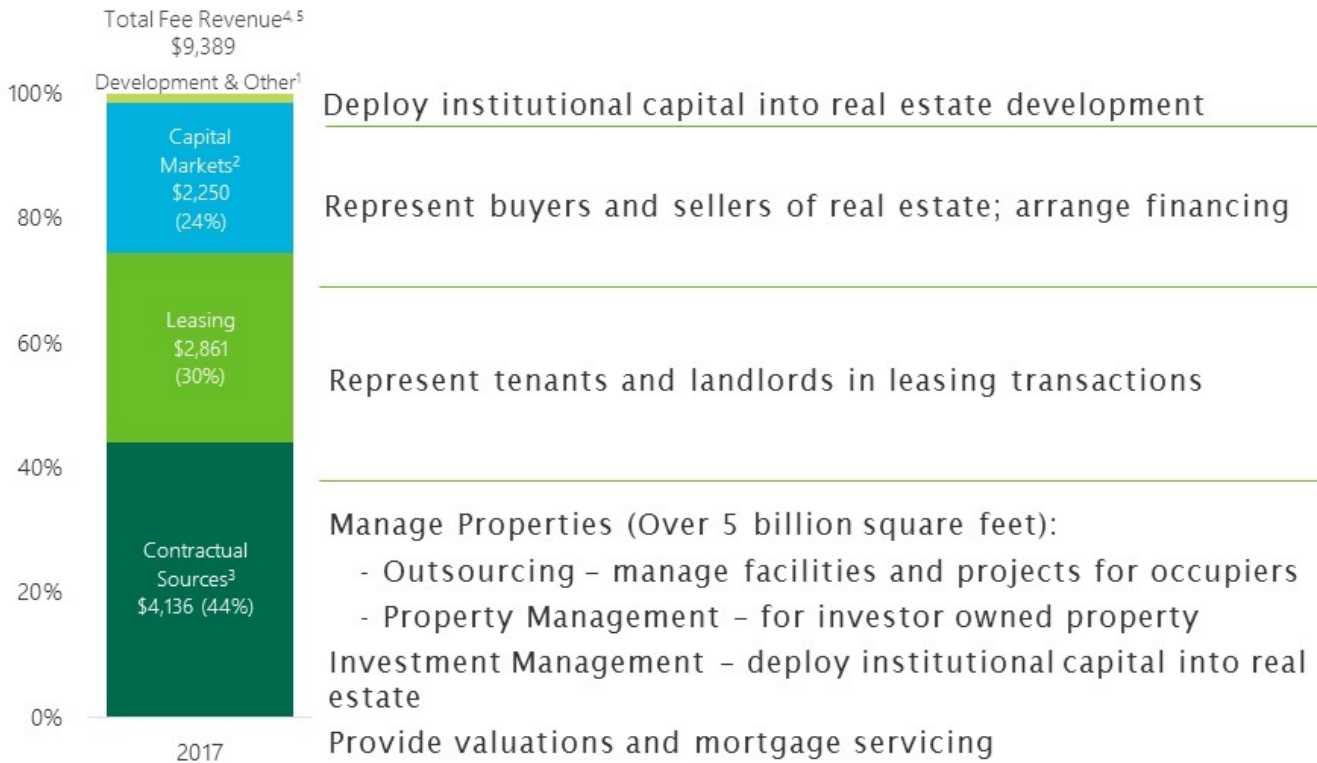 Total Fee Revenue⁴,⁵
$9,389
Development & Other¹
100%
80%
60%
40%
20%
0%
Capital
Markets²
$2,250
(24%)
Leasing
$2,861
(30%)
Contractual
Sources³
$4,136 (44%)
2017
Deploy institutional capital into real estate development
Represent buyers and sellers of real estate; arrange financing
Represent tenants and landlords in leasing transactions
Manage Properties (Over 5 billion square feet):
- Outsourcing – manage facilities and projects for occupiers
- Property Management – for investor owned property
Investment Management – deploy institutional capital into real
estate
Provide valuations and mortgage servicing